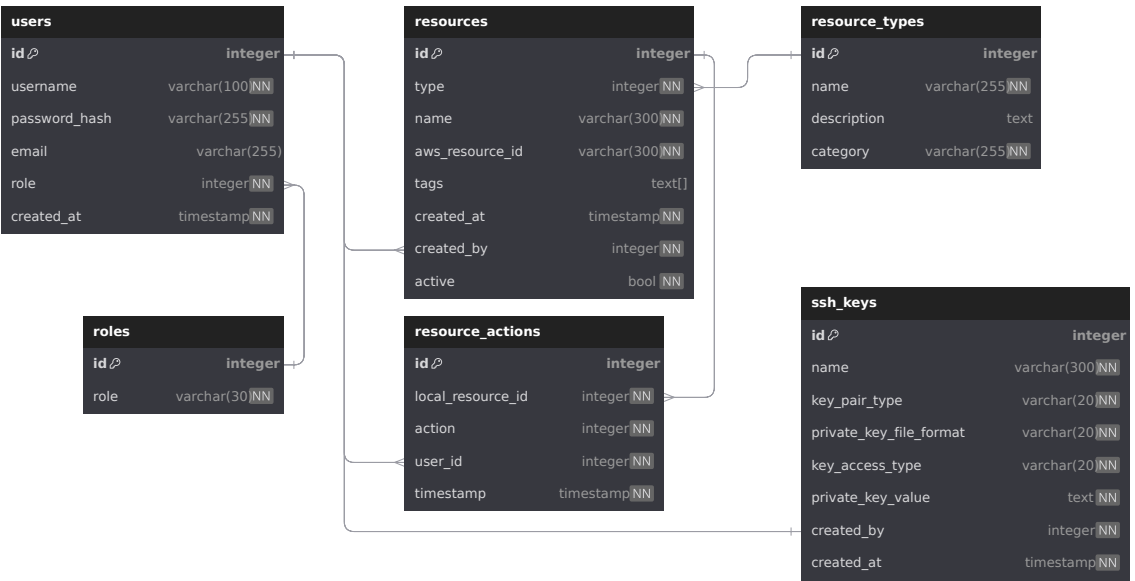 users
id integer
username varchar(100) NN
password_hash varchar(255) NN
email varchar(255)
role integer NN
created_at timestamp NN
roles
id integer
role varchar(30) NN
resources
id integer
type integer NN
name varchar(300) NN
aws_resource_id varchar(300) NN
tags text[]
created_at timestamp NN
created_by integer NN
active bool NN
resource_actions
id integer
local_resource_id integer NN
action integer NN
user_id integer NN
timestamp timestamp NN
resource_types
id integer
name varchar(255) NN
description text
category varchar(255) NN
ssh_keys
id integer
name varchar(300) NN
key_pair_type varchar(20) NN
private_key_file_format varchar(20) NN
key_access_type varchar(20) NN
private_key_value text NN
created_by integer NN
created_at timestamp NN